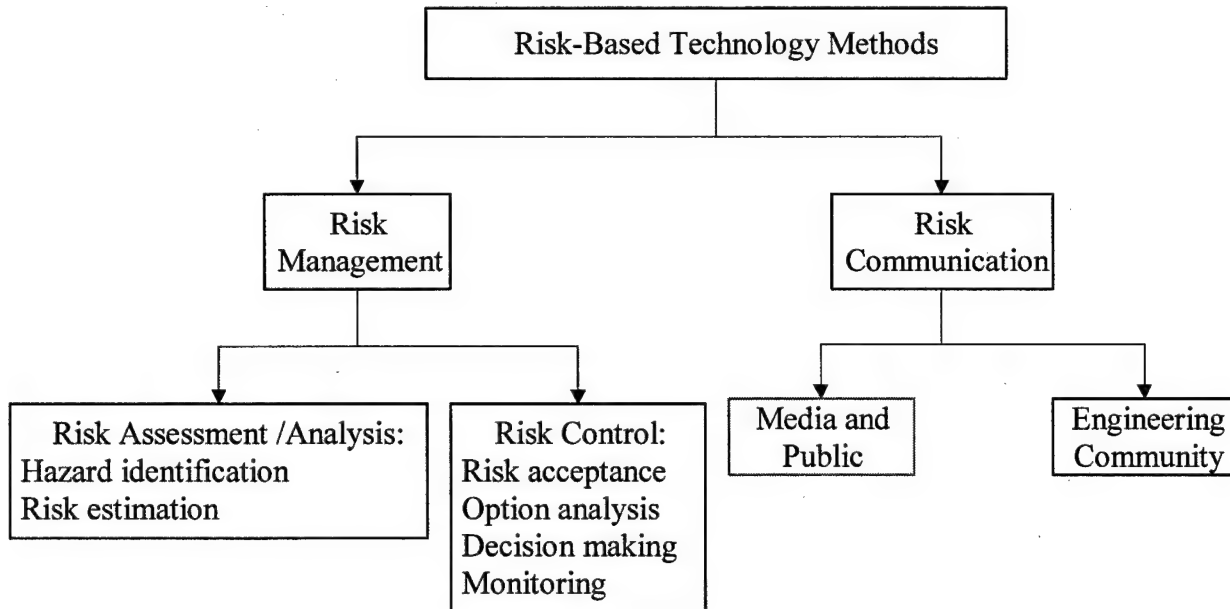 Risk-Based Technology Methods
Risk
Management
Risk
Communication
Risk Assessment /Analysis:
Hazard identification
Risk estimation
Risk Control:
Risk acceptance
Option analysis
Decision making
Monitoring
Media and
Public
Engineering
Community